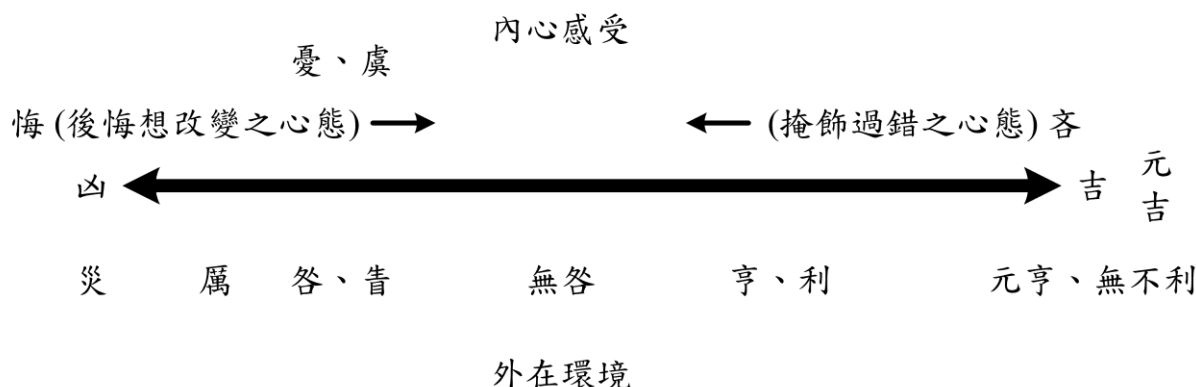 內心感受
憂、虞
悔 (後悔想改變之心態) (掩飾過錯之心態) 吝
凶 吉 元吉
災 厲 咎、眚 無咎 亨、利 元亨、無不利
外在環境